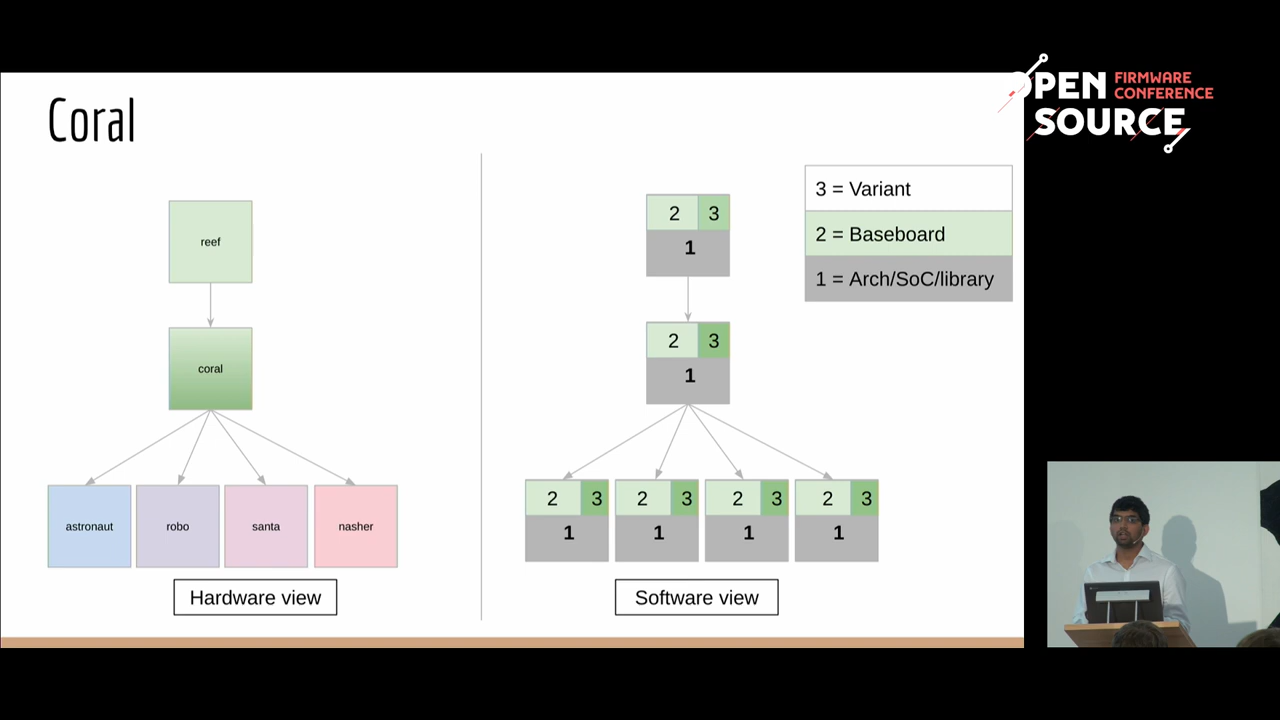 OPEN FIRMWARE
CONFERENCE
SOURCE
Coral
reef
coral
astronaut robo santa nasher
Hardware view
2 3
1
2 3
1
2 3 2 3 2 3 2 3
1 1 1 1
Software view
3 = Variant
2 = Baseboard
1 = Arch/SoC/library